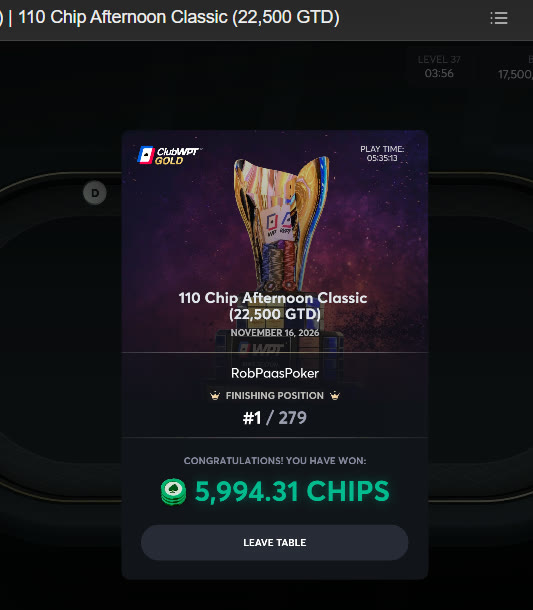 ) | 110 Chip Afternoon Classic (22,500 GTD)
LEVEL 37
03:56
17,500,
D
ClubWPT
GOLD
PLAY TIME:
05:35:13
110 Chip Afternoon Classic
(22,500 GTD)
NOVEMBER 16, 2026
WPT
RobPaasPoker
FINISHING POSITION
#1 / 279
CONGRATULATIONS! YOU HAVE WON:
5,994.31 CHIPS
LEAVE TABLE